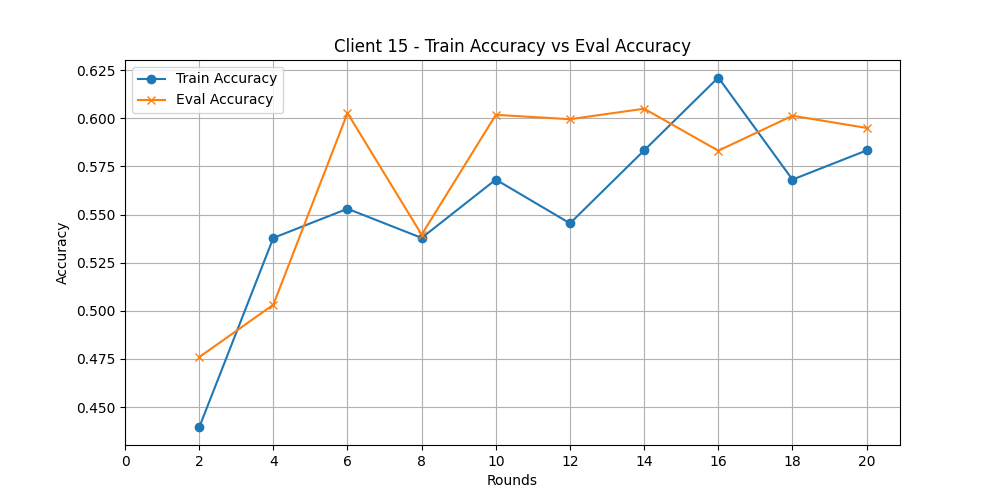 Client 15 - Train Accuracy vs Eval Accuracy
Train Accuracy
Eval Accuracy
Accuracy
0.625
0.600
0.575
0.550
0.525
0.500
0.475
0.450
0 2 4 6 8 10 12 14 16 18 20
Rounds